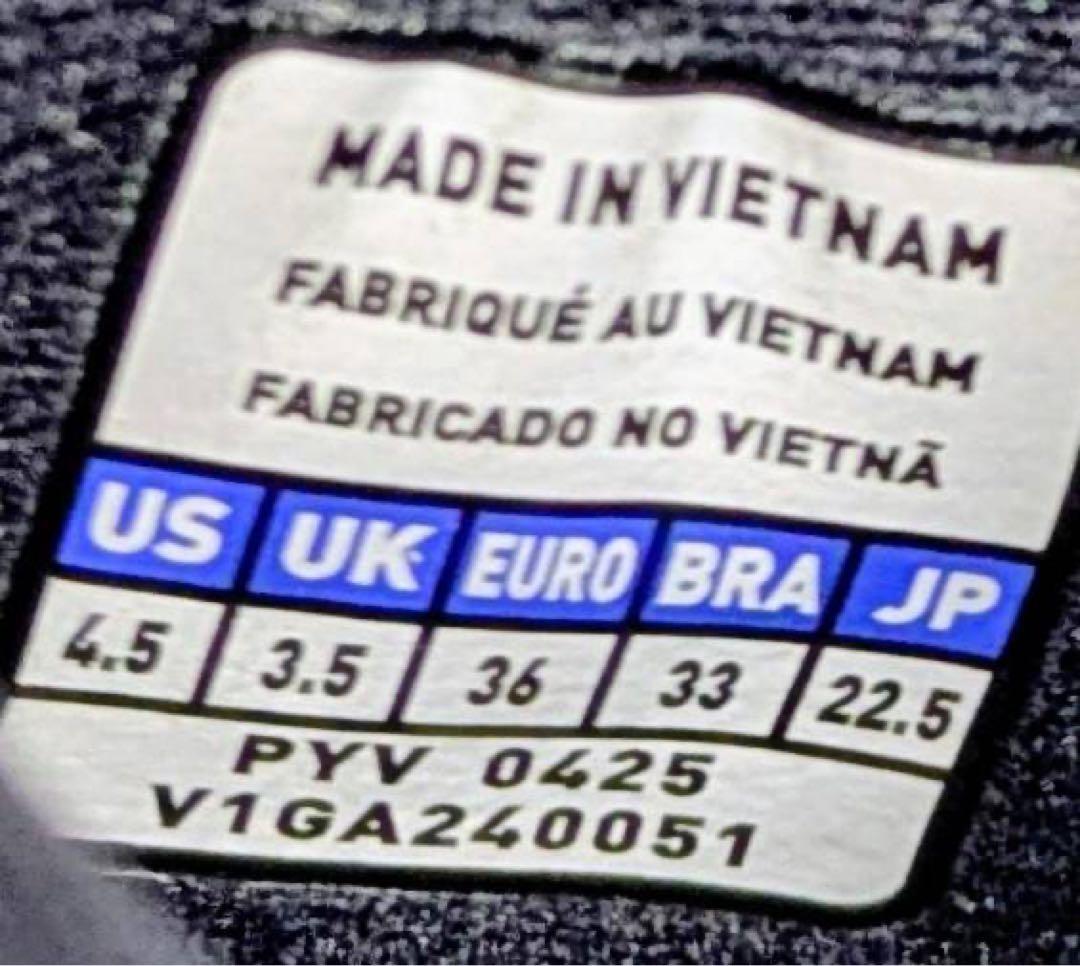 MADE IN VIETNAM
FABRIQUÉ AU VIETNAM
FABRICADO NO VIETNÃ
US UK EURO BRA JP
4.5 3.5 36 33 22.5
PYV 0425
V1GA240051